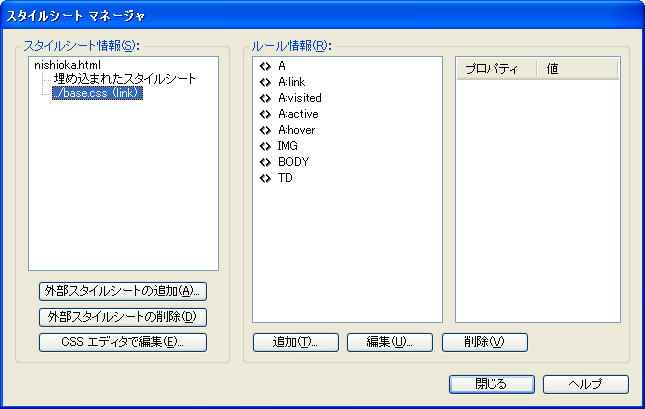 スタイルシート マネージャ
スタイルシート情報(S):
nishioka.html
埋め込まれたスタイルシート
./base.css (link)
外部スタイルシートの追加(A)...
外部スタイルシートの削除(D)
CSS エディタで編集(E)...
ルール情報(R):
<> A
<> A:link
<> A:visited
<> A:active
<> A:hover
<> IMG
<> BODY
<> TD
プロパティ 値
追加(T)... 編集(U)... 削除(V)
閉じる ヘルプ